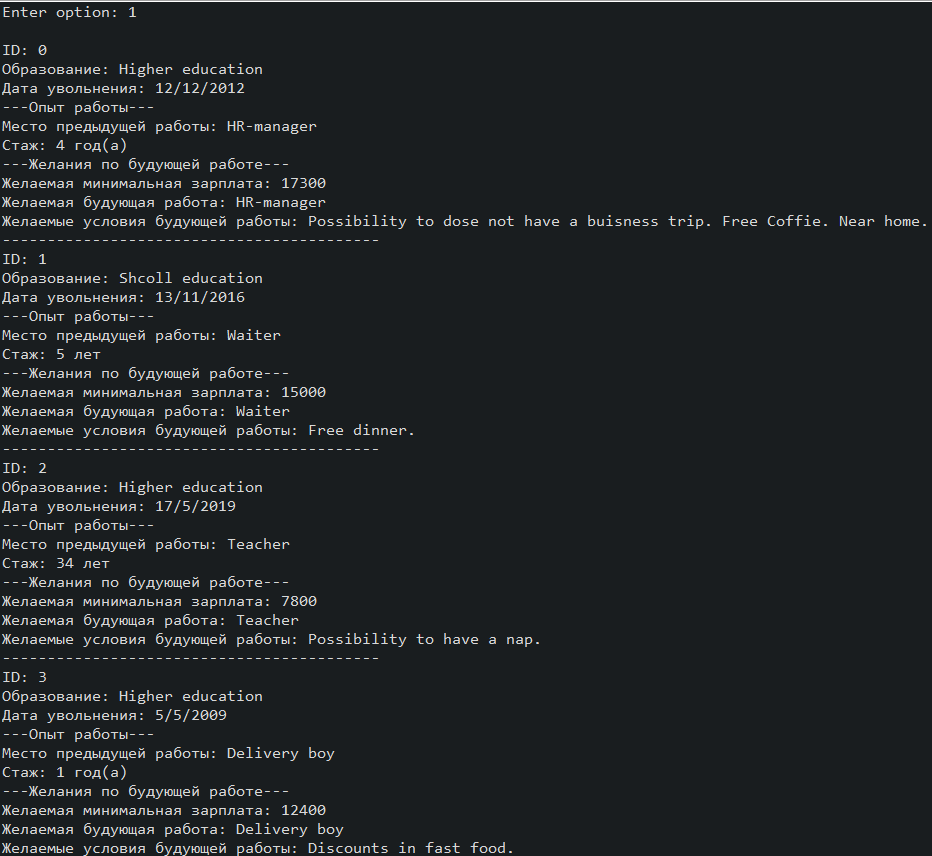 Enter option: 1
ID: 0
Образование: Higher education
Дата увольнения: 12/12/2012
---Опыт работы---
Место предыдущей работы: HR-manager
Стаж: 4 год(а)
---Желания по будующей работе---
Желаемая минимальная зарплата: 17300
Желаемая будующая работа: HR-manager
Желаемые условия будующей работы: Possibility to dose not have a buisness trip. Free Coffie. Near home.
------------------------------------------
ID: 1
Образование: Shcoll education
Дата увольнения: 13/11/2016
---Опыт работы---
Место предыдущей работы: Waiter
Стаж: 5 лет
---Желания по будующей работе---
Желаемая минимальная зарплата: 15000
Желаемая будующая работа: Waiter
Желаемые условия будующей работы: Free dinner.
------------------------------------------
ID: 2
Образование: Higher education
Дата увольнения: 17/5/2019
---Опыт работы---
Место предыдущей работы: Teacher
Стаж: 34 лет
---Желания по будующей работе---
Желаемая минимальная зарплата: 7800
Желаемая будующая работа: Teacher
Желаемые условия будующей работы: Possibility to have a nap.
------------------------------------------
ID: 3
Образование: Higher education
Дата увольнения: 5/5/2009
---Опыт работы---
Место предыдущей работы: Delivery boy
Стаж: 1 год(а)
---Желания по будующей работе---
Желаемая минимальная зарплата: 12400
Желаемая будующая работа: Delivery boy
Желаемые условия будующей работы: Discounts in fast food.